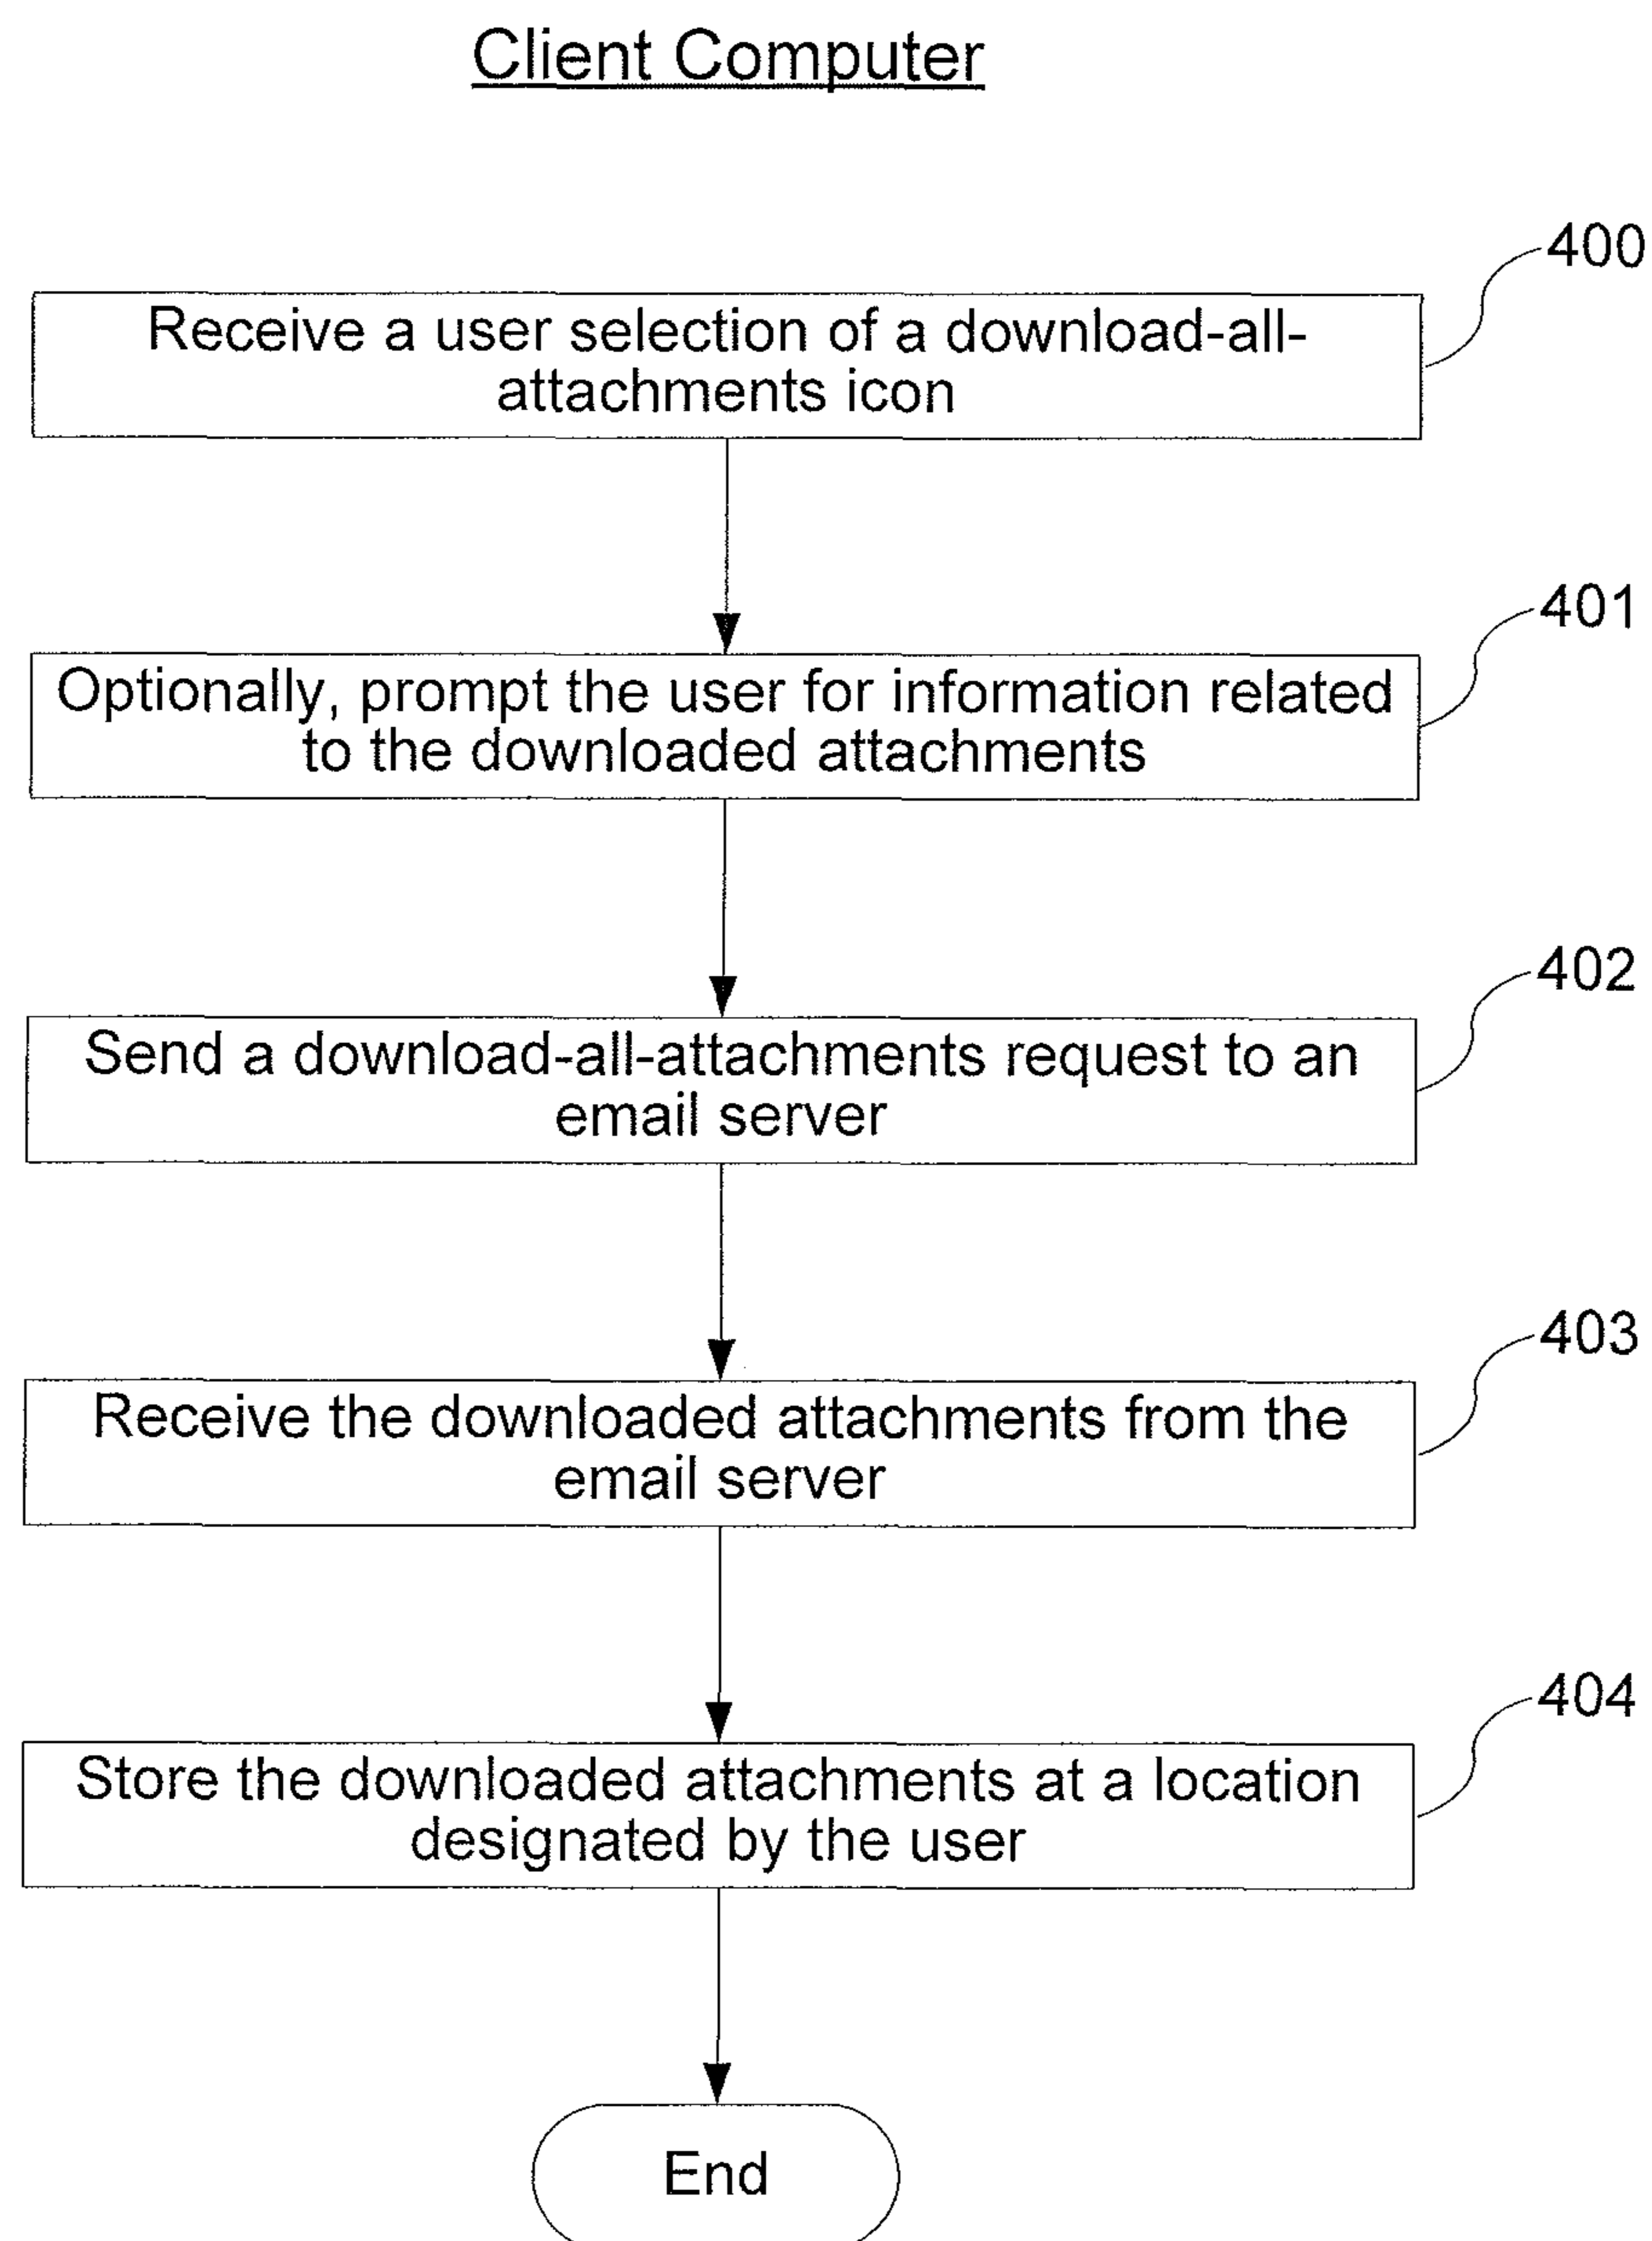 Client Computer
400
Receive a user selection of a download-all-
attachments icon
401
Optionally, prompt the user for information related
to the downloaded attachments
402
Send a download-all-attachments request to an
email server
403
Receive the downloaded attachments from the
email server
404
Store the downloaded attachments at a location
designated by the user
End